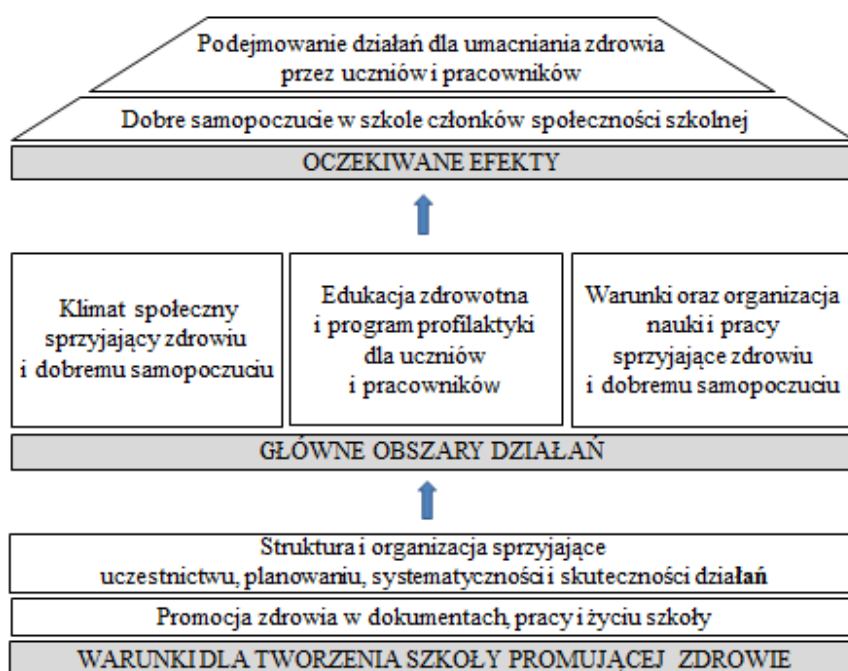 Podejmowanie działań dla umacniania zdrowia
przez uczniów i pracowników
Dobre samopoczucie w szkole członków społeczności szkolnej
OCZEKIWANE EFEKTY
Klimat społeczny
sprzyjający zdrowiu
i dobremu samopoczuciu
Edukacja zdrowotna
i program profilaktyki
dla uczniów
i pracowników
Warunki oraz organizacja
nauki i pracy
sprzyjające zdrowiu
i dobremu samopoczuciu
GŁÓWNE OBSZARY DZIAŁAŃ
Struktura i organizacja sprzyjające
uczestnictwu, planowaniu, systematyczności i skuteczności działań
Promocja zdrowia w dokumentach, pracy i życiu szkoły
WARUNKI DLA TWORZENIA SZKOŁY PROMUJĄCEJ ZDROWIE